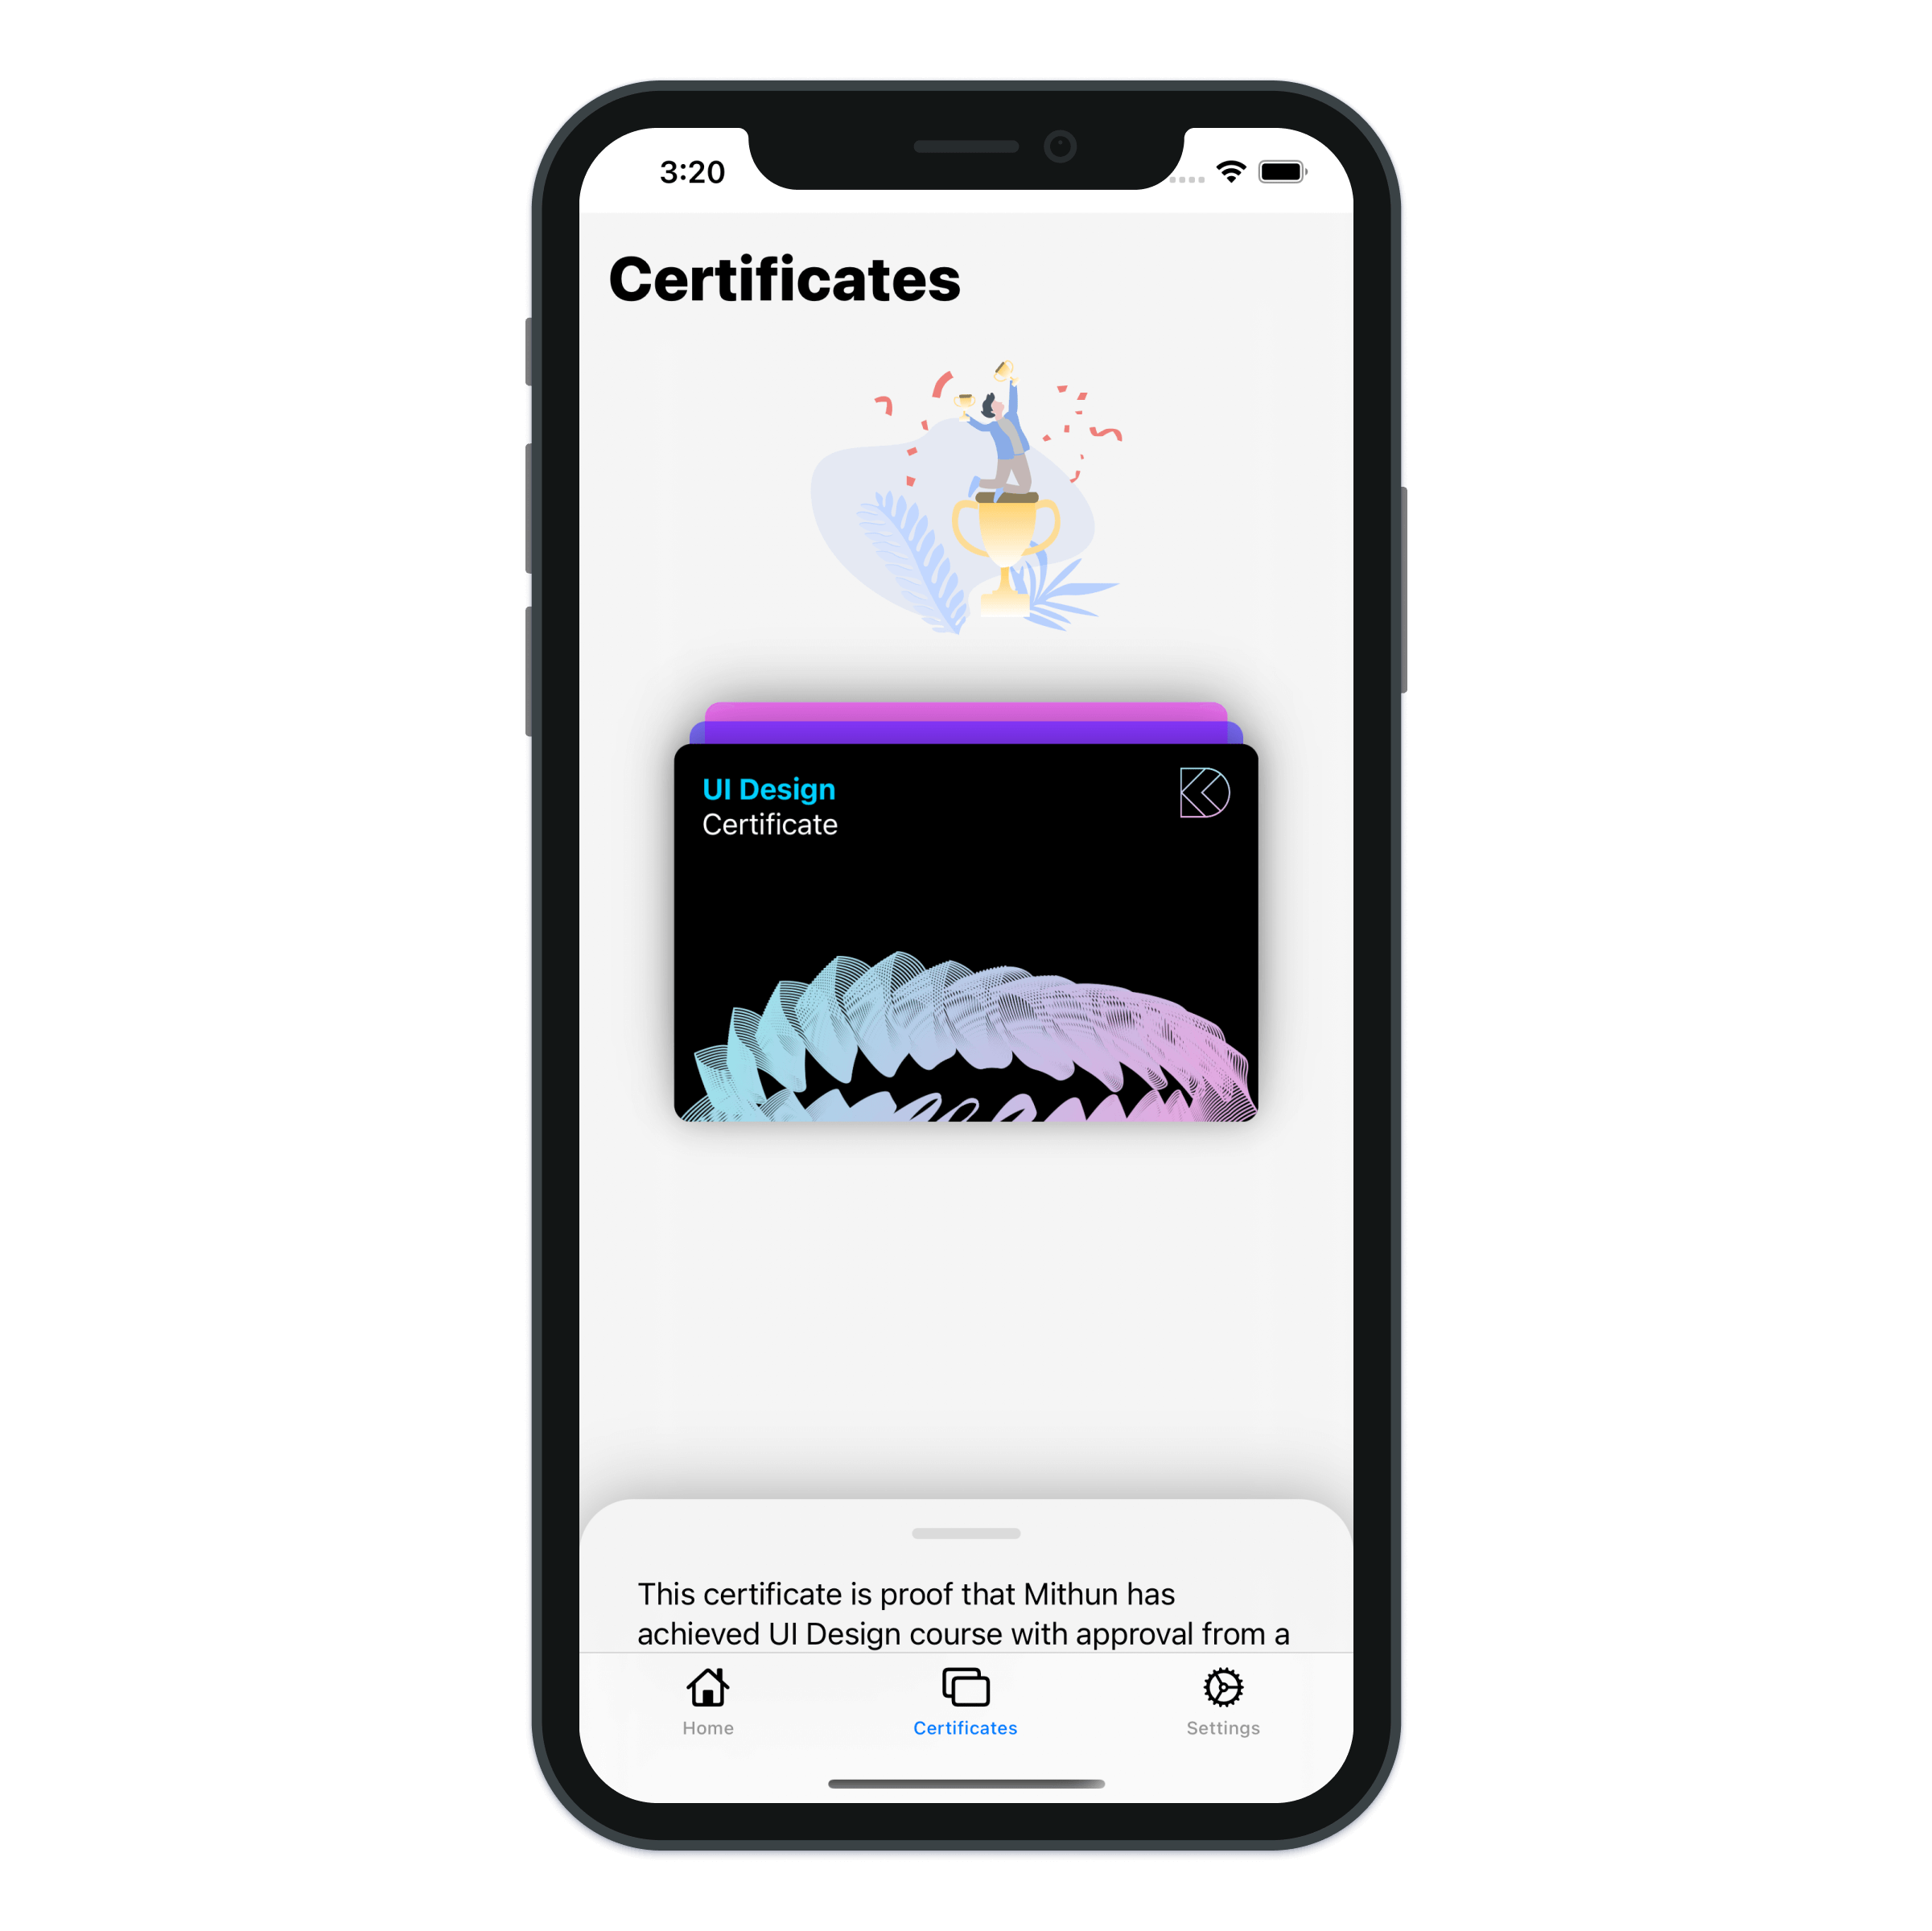 3:20
Certificates
UI Design
Certificate
This certificate is proof that Mithun has
achieved UI Design course with approval from a
Home
Certificates
Settings